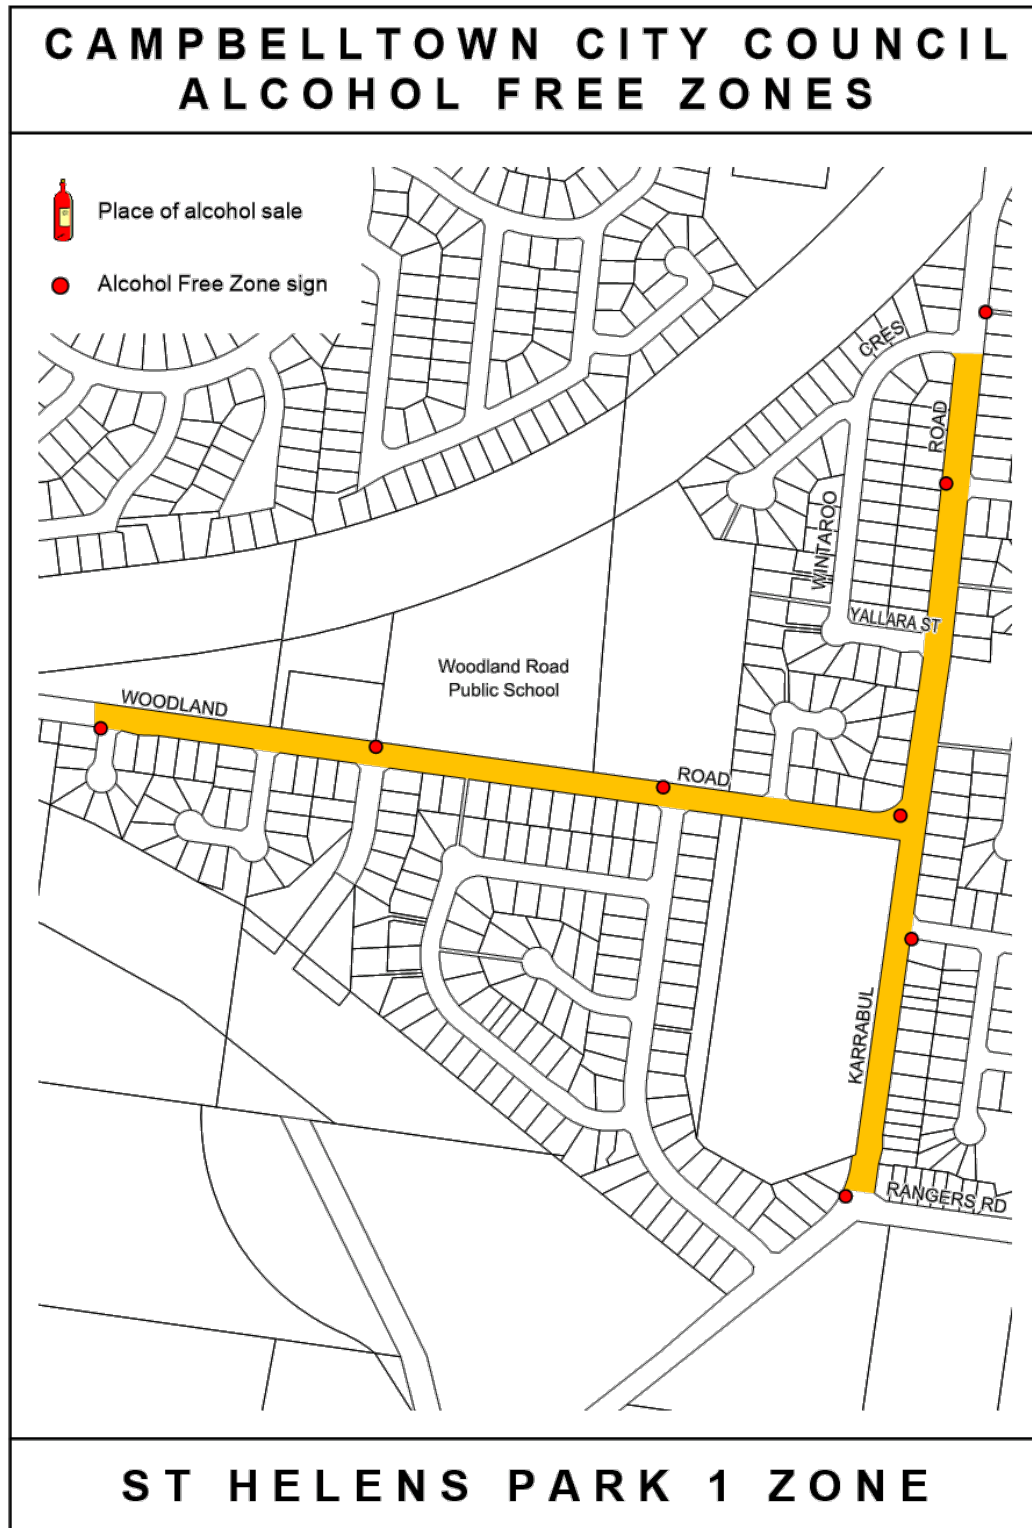 CAMPBELLTOWN CITY COUNCIL
ALCOHOL FREE ZONES
Place of alcohol sale
Alcohol Free Zone sign
CRES
ROAD
WINTAROO
YALLARA ST
Woodland Road
Public School
WOODLAND
ROAD
KARRABUL
RANGERS RD
ST HELENS PARK 1 ZONE